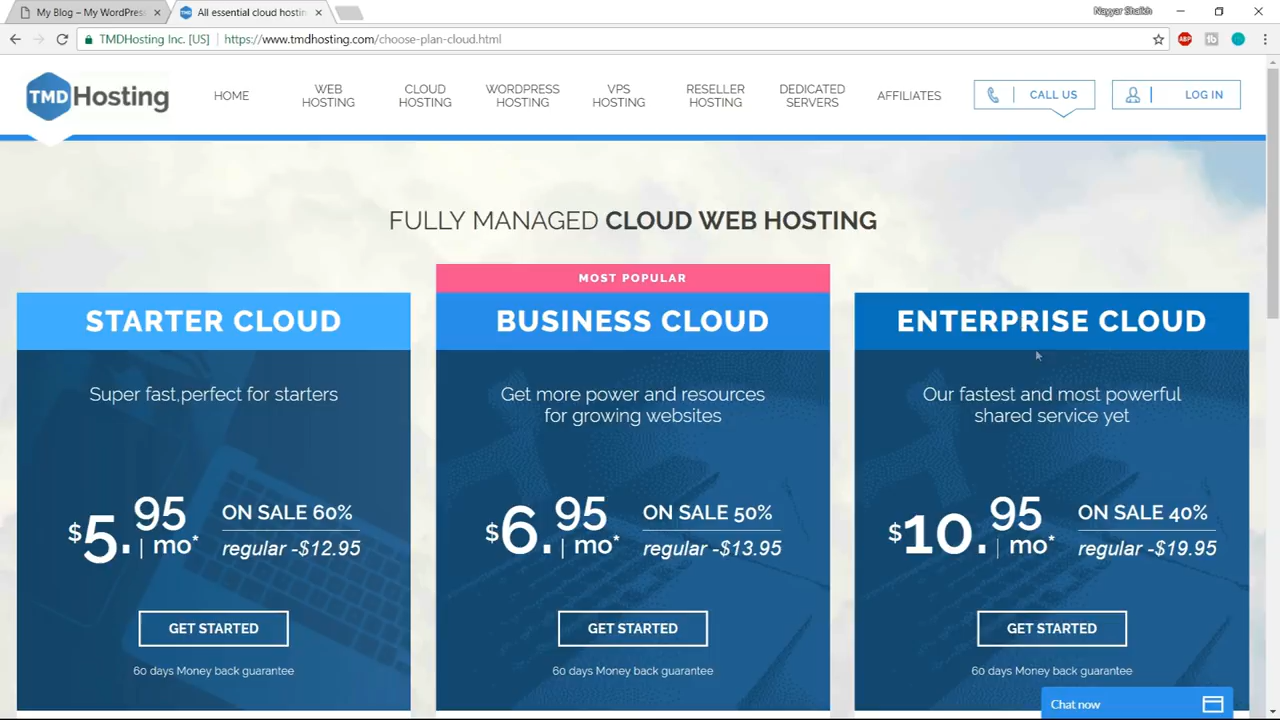 My Blog – My WordPres
All essential cloud hostin
Nayyar Shaikh
TMDHosting Inc. [US]
https://www.tmdhosting.com/choose-plan-cloud.html
ABP
TMDHosting
HOME
WEB
HOSTING
CLOUD
HOSTING
WORDPRESS
HOSTING
VPS
HOSTING
RESELLER
HOSTING
DEDICATED
SERVERS
AFFILIATES
CALL US
LOG IN
FULLY MANAGED CLOUD WEB HOSTING
STARTER CLOUD
Super fast,perfect for starters
$5.95 | mo*
ON SALE 60%
regular -$12.95
GET STARTED
60 days Money back guarantee
MOST POPULAR
BUSINESS CLOUD
Get more power and resources
for growing websites
$6.95 | mo*
ON SALE 50%
regular -$13.95
GET STARTED
60 days Money back guarantee
ENTERPRISE CLOUD
Our fastest and most powerful
shared service yet
$10.95 | mo*
ON SALE 40%
regular -$19.95
GET STARTED
60 days Money back guarantee
Chat now